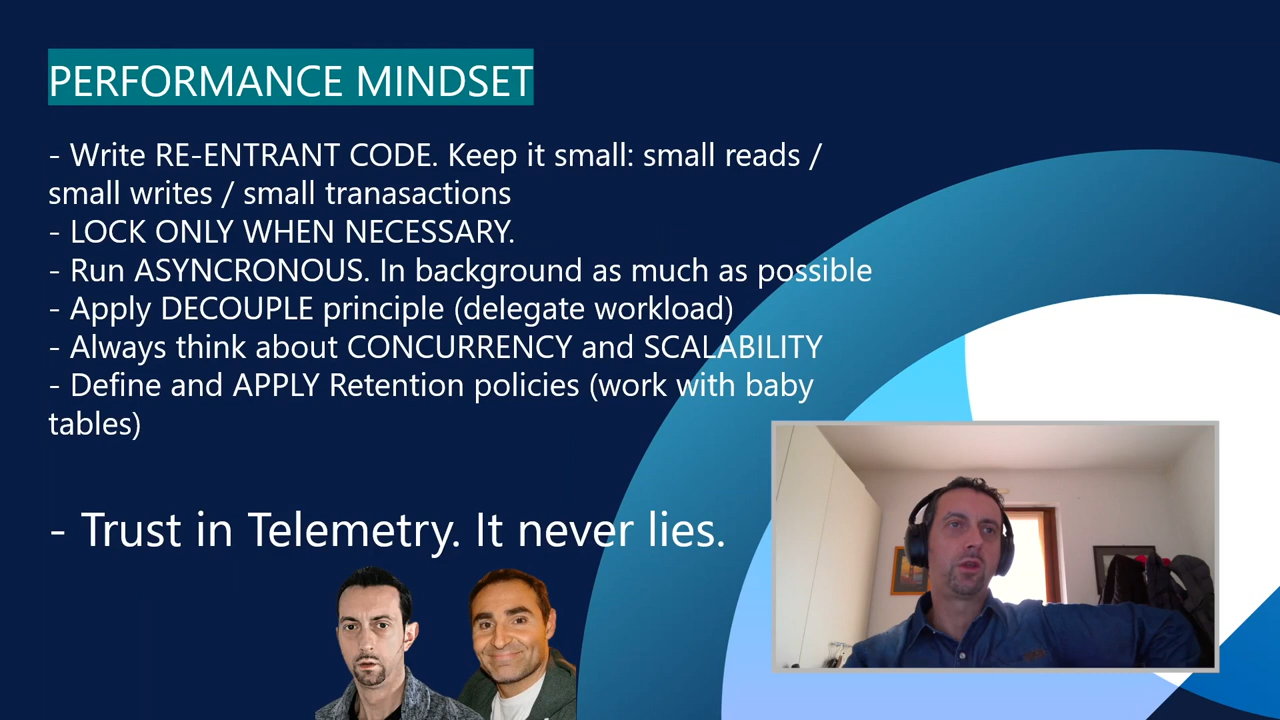 PERFORMANCE MINDSET
- Write RE-ENTRANT CODE. Keep it small: small reads /
small writes / small tranasactions
- LOCK ONLY WHEN NECESSARY.
- Run ASYNCRONOUS. In background as much as possible
- Apply DECOUPLE principle (delegate workload)
- Always think about CONCURRENCY and SCALABILITY
- Define and APPLY Retention policies (work with baby
tables)
- Trust in Telemetry. It never lies.